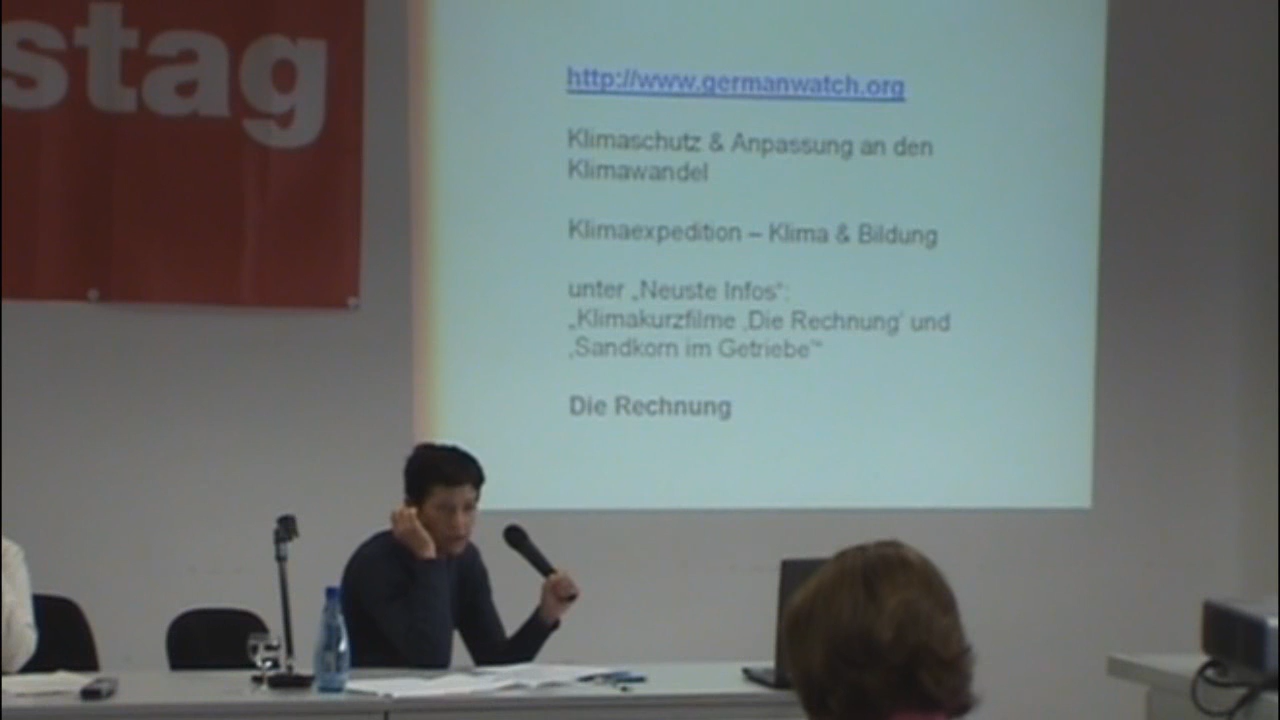 stag
http://www.germanwatch.org
Klimaschutz & Anpassung an den
Klimawandel
Klimaexpedition – Klima & Bildung
unter „Neuste Infos“:
„Klimakurzfilme ‚Die Rechnung‘ und
‚Sandkorn im Getriebe‘“
Die Rechnung